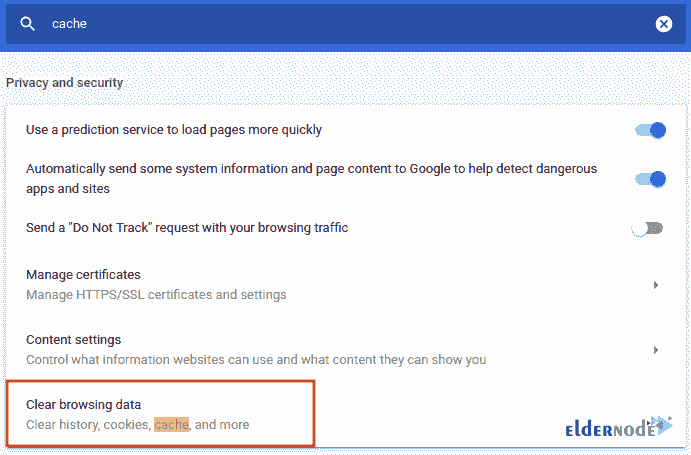 cache
Privacy and security
Use a prediction service to load pages more quickly
Automatically send some system information and page content to Google to help detect dangerous
apps and sites
Send a "Do Not Track" request with your browsing traffic
Manage certificates
Manage HTTPS/SSL certificates and settings
Content settings
Control what information websites can use and what content they can show you
Clear browsing data
Clear history, cookies, cache, and more
eldernode